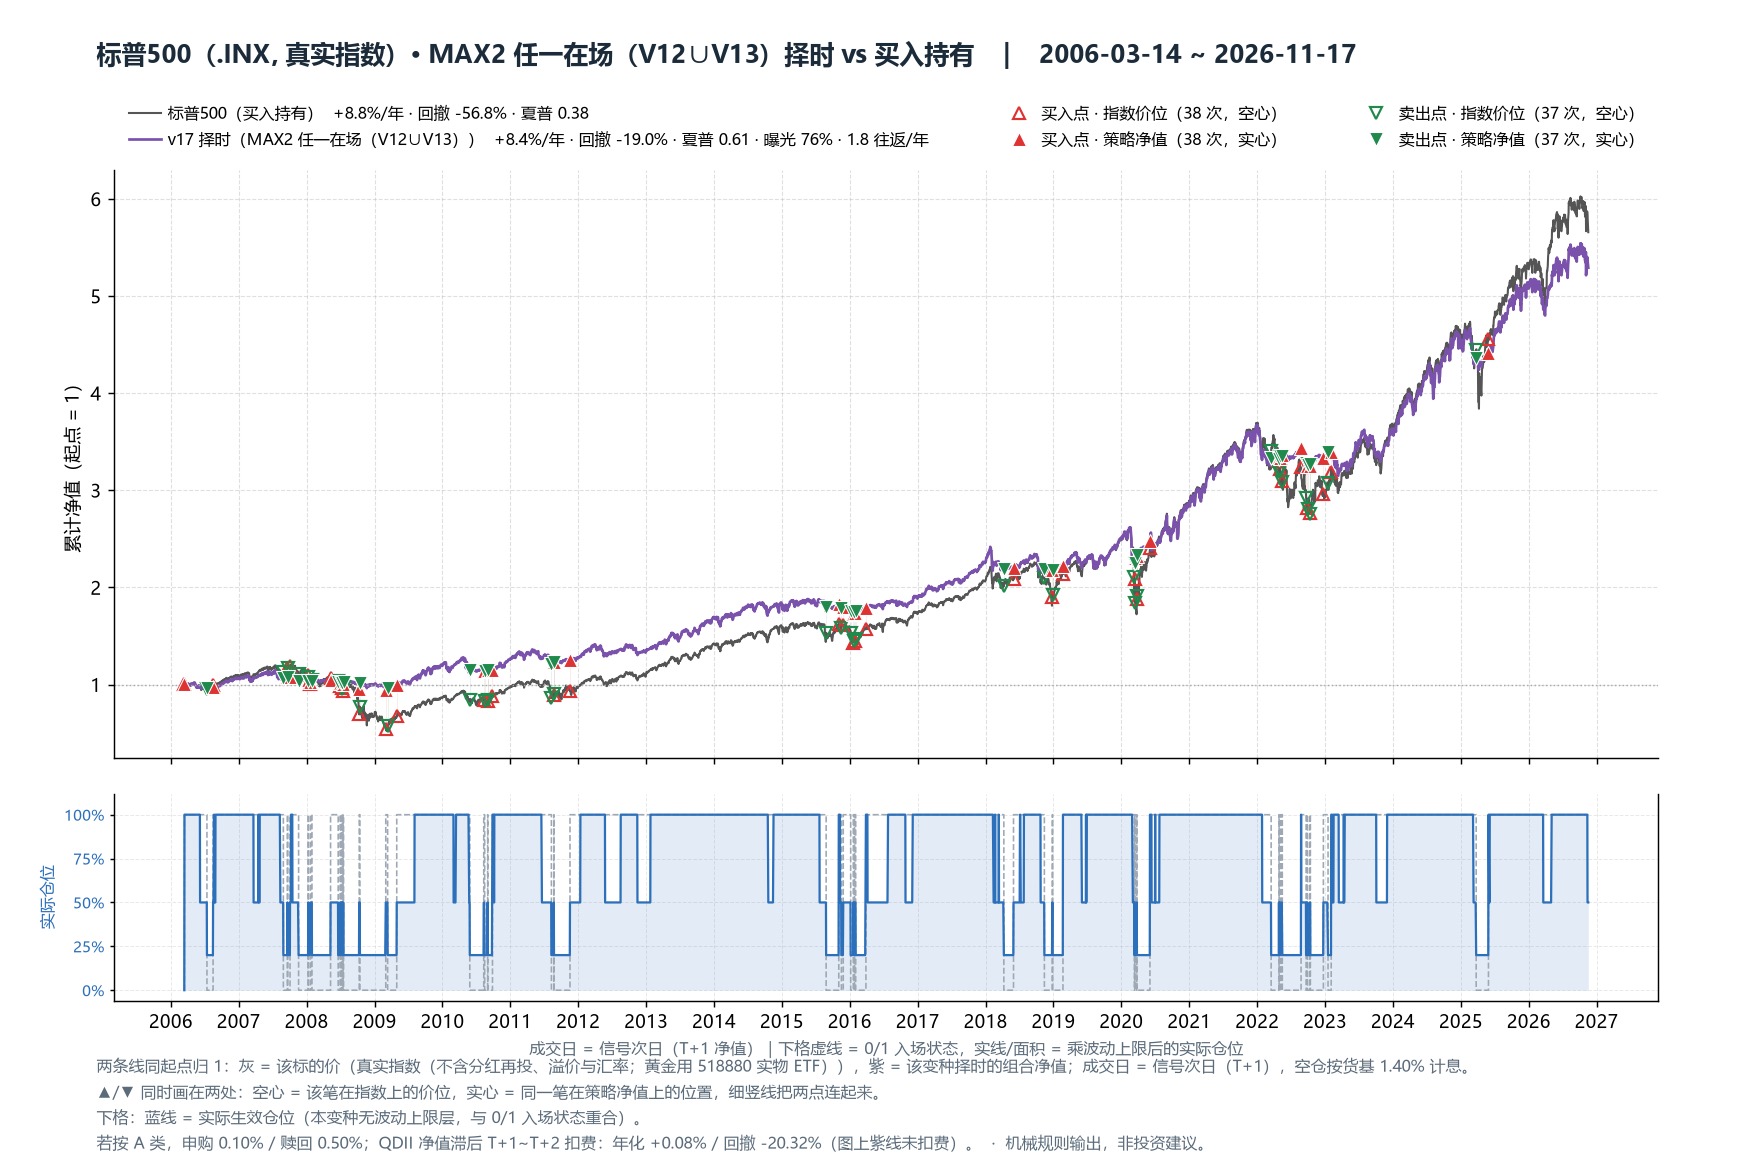 标普500（.INX, 真实指数）• MAX2 任一在场（V12∪V13）择时 vs 买入持有 | 2006-03-14 ~ 2026-11-17
标普500（买入持有） +8.8%/年 · 回撤 -56.8% · 夏普 0.38
v17 择时（MAX2 任一在场（V12∪V13）） +8.4%/年 · 回撤 -19.0% · 夏普 0.61 · 曝光 76% · 1.8 往返/年
买入点 · 指数价位（38 次，空心）
买入点 · 策略净值（38 次，实心）
卖出点 · 指数价位（37 次，空心）
卖出点 · 策略净值（37 次，实心）
累计净值（起点 = 1）
6
5
4
3
2
1
实际仓位
100%
75%
50%
25%
0%
2006 2007 2008 2009 2010 2011 2012 2013 2014 2015 2016 2017 2018 2019 2020 2021 2022 2023 2024 2025 2026 2027
成交日 = 信号次日（T+1 净值）｜下格虚线 = 0/1 入场状态，实线/面积 = 乘波动上限后的实际仓位
两条线同起点归 1：灰 = 该标的价（真实指数（不含分红再投、溢价与汇率；黄金用 518880 实物 ETF）），紫 = 该变种择时的组合净值；成交日 = 信号次日（T+1），空仓按货基 1.40% 计息。
▲/▼ 同时画在两处：空心 = 该笔在指数上的价位，实心 = 同一笔在策略净值上的位置，细竖线把两点连起来。
下格：蓝线 = 实际生效仓位（本变种无波动上限层，与 0/1 入场状态重合）。
若按 A 类，申购 0.10% / 赎回 0.50%；QDII 净值滞后 T+1~T+2 扣费：年化 +0.08% / 回撤 -20.32%（图上紫线未扣费）。 · 机械规则输出，非投资建议。